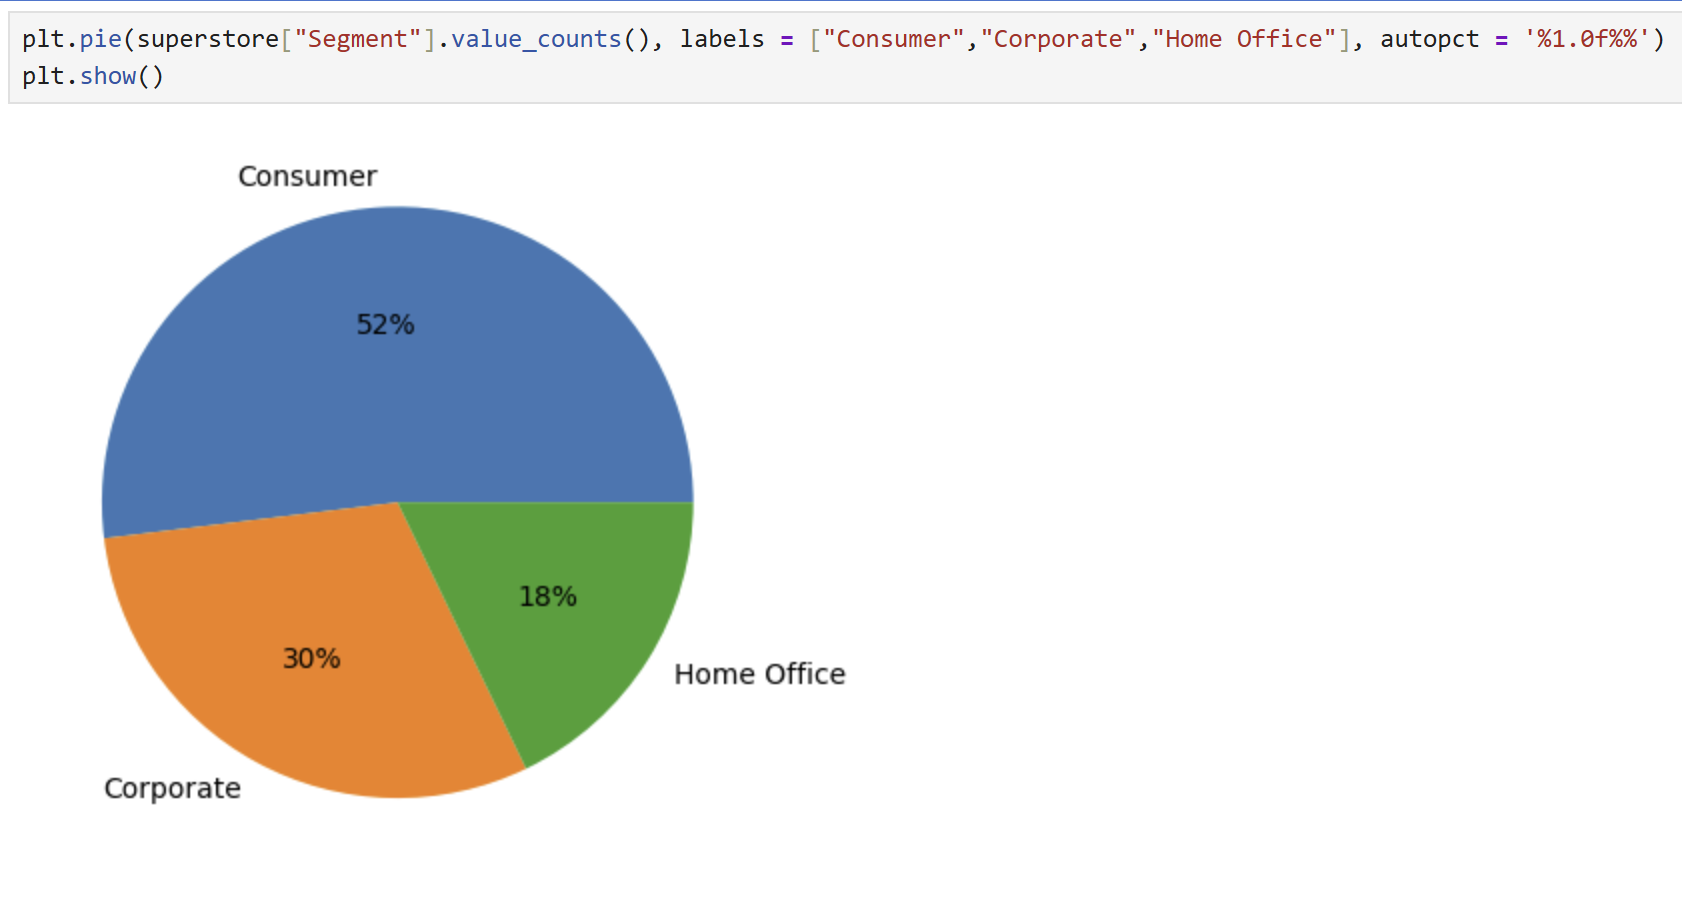 plt.pie(superstore["Segment"].value_counts(), labels = ["Consumer","Corporate","Home Office"], autopct = '%1.0f%%')
plt.show()
Consumer
52%
18%
30%
Home Office
Corporate